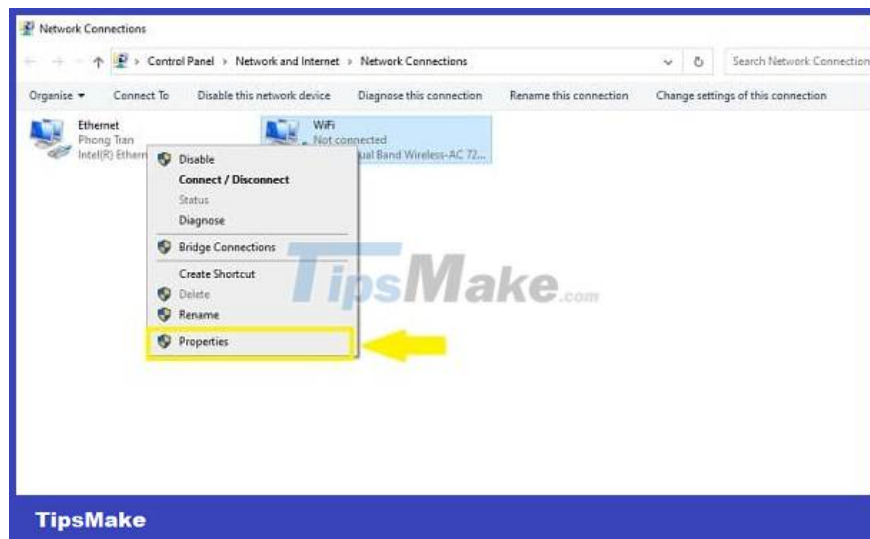 Network Connections
Control Panel > Network and Internet > Network Connections
Search Network Connection
Organise Connect To Disable this network device Diagnose this connection Rename this connection Change settings of this connection
Ethernet
Phong Tran
Intel(R) Ethern
WiFi
Not connected
ual Band Wireless-AC 72...
Disable
Connect / Disconnect
Status
Diagnose
Bridge Connections
Create Shortcut
Delete
Rename
Properties
TipsMake.com
TipsMake